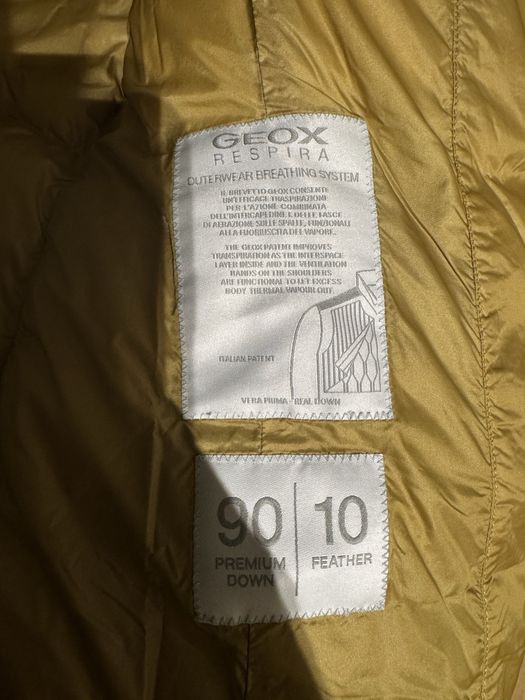 GEOX
RESPIRA
OUTERWEAR BREATHING SYSTEM
IL BREVETTO GEOX CONSENTE
UN'EFFICACE TRASPIRAZIONE
PER L'AZIONE COMBINATA
DELL'INTERCAPEDINE E DELLE FASCE
DI AERAZIONE SULLE SPALLE, FUNZIONALI
ALLA FUORIUSCITA DEL VAPORE.
THE GEOX PATENT IMPROVES
TRANSPIRATION AS THE INTERSPACE
LAYER INSIDE AND THE VENTILATION
BANDS ON THE SHOULDERS
ARE FUNCTIONAL TO LET EXCESS
BODY THERMAL VAPOUR OUT.
ITALIAN PATENT
VERA PIUMA - REAL DOWN
90 | 10
PREMIUM DOWN | FEATHER